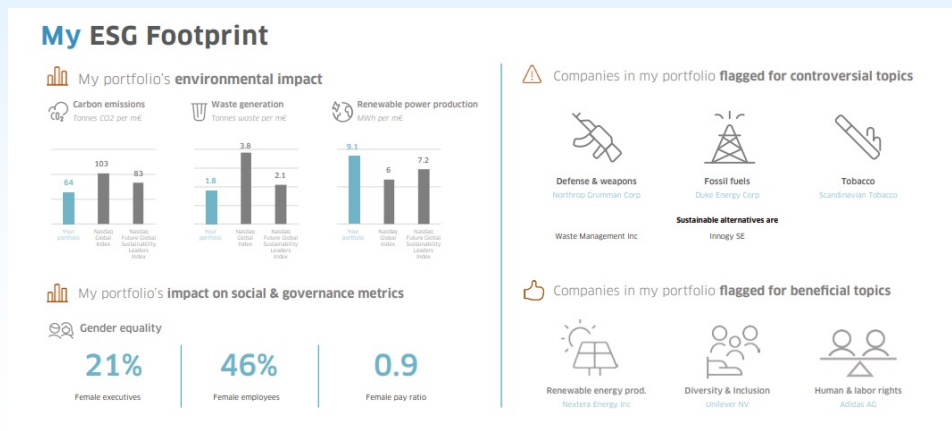 My ESG Footprint
My portfolio's environmental impact
Carbon emissions
Tonnes CO2 per m€
CO2
64
103
83
Your portfolio
Nasdaq Global Index
Nasdaq Future Global Sustainability Leaders Index
Waste generation
Tonnes waste per m€
1.8
3.8
2.1
Your portfolio
Nasdaq Global Index
Nasdaq Future Global Sustainability Leaders Index
Renewable power production
MWh per m€
9.1
6
7.2
Your portfolio
Nasdaq Global Index
Nasdaq Future Global Sustainability Leaders Index
My portfolio's impact on social & governance metrics
Gender equality
21%
Female executives
46%
Female employees
0.9
Female pay ratio
Companies in my portfolio flagged for controversial topics
Defense & weapons
Northrop Grumman Corp
Fossil fuels
Duke Energy Corp
Tobacco
Scandinavian Tobacco
Sustainable alternatives are
Waste Management Inc
Innogy SE
Companies in my portfolio flagged for beneficial topics
Renewable energy prod.
Nextera Energy Inc
Diversity & Inclusion
Unilever NV
Human & labor rights
Adidas AG